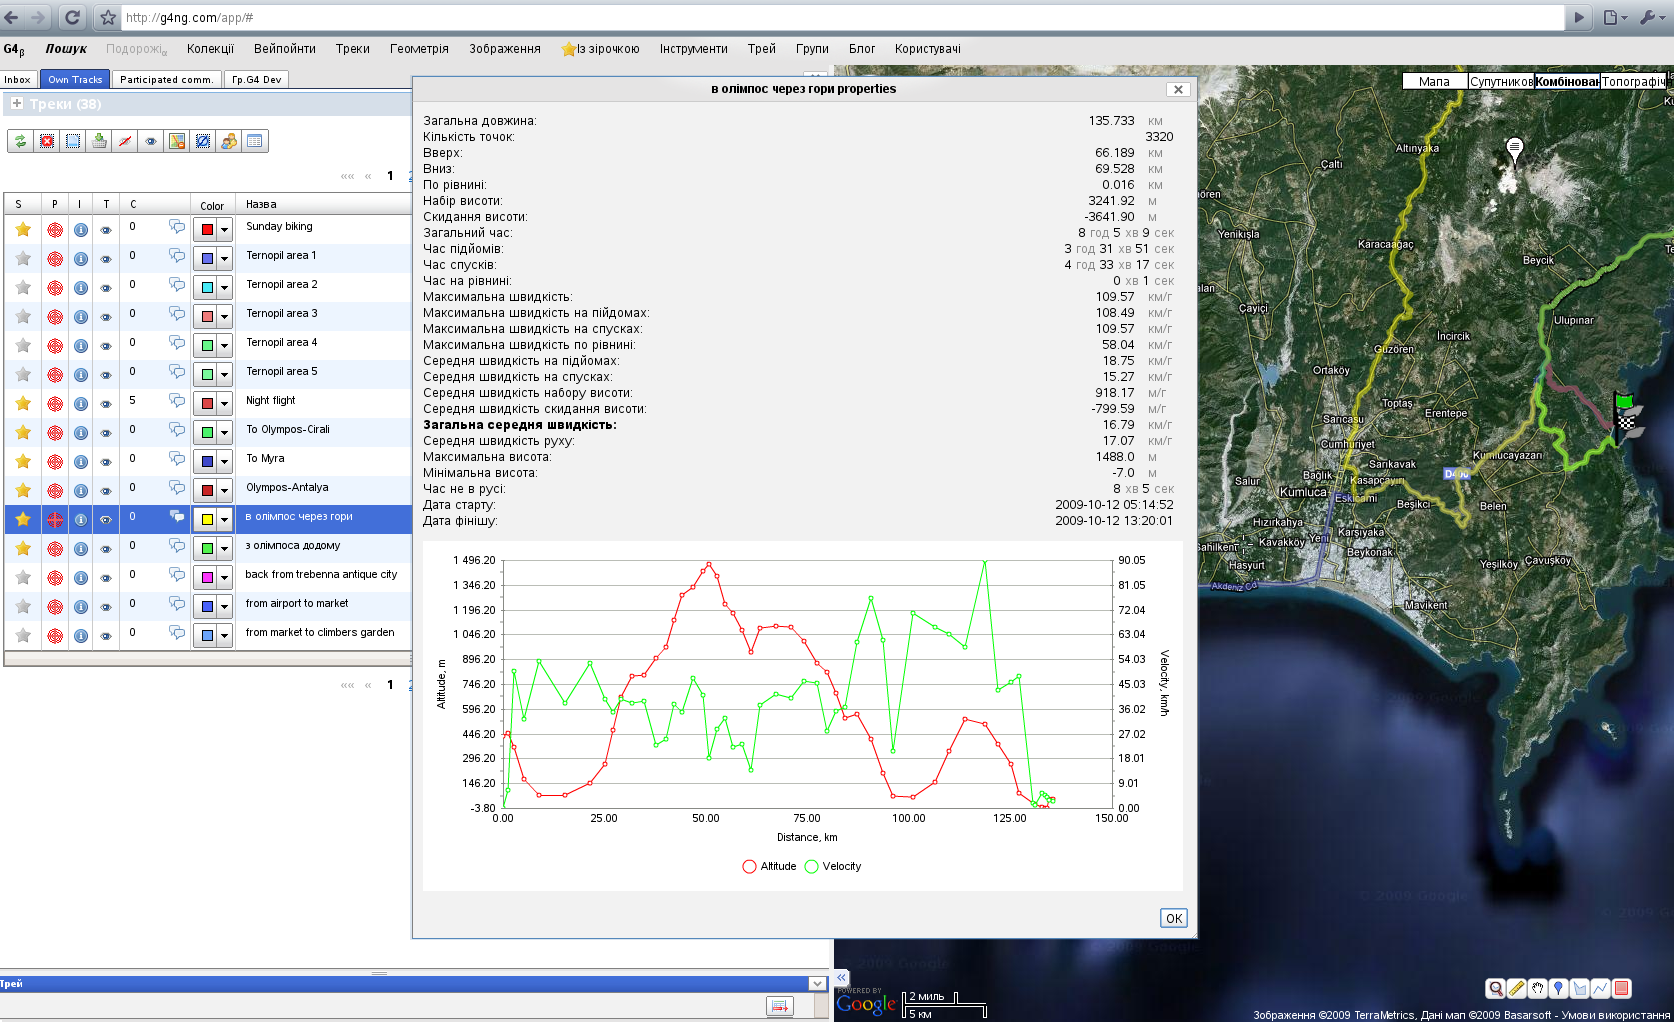 http://g4ng.com/app/#
G4β Пошук Подорожіα Колекції Вейпойнти Треки Геометрія Зображення Із зірочкою Інструменти Трей Групи Блог Користувачі
Inbox Own Tracks Participated comm. Гр.G4 Dev
Треки (38)
«« « 1 2
S P I T C Color Назва
0 Sunday biking
0 Ternopil area 1
0 Ternopil area 2
0 Ternopil area 3
0 Ternopil area 4
0 Ternopil area 5
5 Night flight
0 To Olympos-Cirali
0 To Myra
0 Olympos-Antalya
0 в олімпос через гори
0 з олімпоса додому
0 back from trebenna antique city
0 from airport to market
0 from market to climbers garden
«« « 1 2
Трей
в олімпос через гори properties
Загальна довжина: 135.733 км
Кількість точок: 3320
Вверх: 66.189 км
Вниз: 69.528 км
По рівнині: 0.016 км
Набір висоти: 3241.92 м
Скидання висоти: -3641.90 м
Загальний час: 8 год 5 хв 9 сек
Час підйомів: 3 год 31 хв 51 сек
Час спусків: 4 год 33 хв 17 сек
Час на рівнині: 0 хв 1 сек
Максимальна швидкість: 109.57 км/г
Максимальна швидкість на пійдомах: 108.49 км/г
Максимальна швидкість на спусках: 109.57 км/г
Максимальна швидкість по рівнині: 58.04 км/г
Середня швидкість на підйомах: 18.75 км/г
Середня швидкість на спусках: 15.27 км/г
Середня швидкість набору висоти: 918.17 м/г
Середня швидкість скидання висоти: -799.59 м/г
Загальна середня швидкість: 16.79 км/г
Середня швидкість руху: 17.07 км/г
Максимальна висота: 1488.0 м
Мінімальна висота: -7.0 м
Час не в русі: 8 хв 5 сек
Дата старту: 2009-10-12 05:14:52
Дата фінішу: 2009-10-12 13:20:01
1 496.20 90.05
1 346.20 81.05
1 196.20 72.04
1 046.20 63.04
896.20 54.03
746.20 45.03
596.20 36.02
446.20 27.02
296.20 18.01
146.20 9.01
-3.80 0.00
Altitude, m
Velocity, km/h
0.00 25.00 50.00 75.00 100.00 125.00 150.00
Distance, km
Altitude Velocity
OK
Мапа Супутников Комбінован Топографіч
Altınyaka
Çaltı
Yenikışla
Karacaağaç
Beycik
Çayiçi
Ulupınar
İncircik
Güzören
Ortaköy
Toptaş
Erentepe
Sarıcasu
Cumhuriyet
Kumlucayazarı
Sarıkavak
Bağlık
D400
Salur
Kasapçayırı
Kumluca
Eskicami
Beşikci
Belen
Hızırkahya
Karşıyaka
Sahilkent
Kavakköy
Yeni
Beykonak
Hasyurt
Yeşilköy
Çavuşköy
Akdeniz Cd
Mavikent
© 2009 Google
POWERED BY
Google
2 миль
5 км
Зображення ©2009 TerraMetrics, Дані мап ©2009 Basarsoft - Умови використання